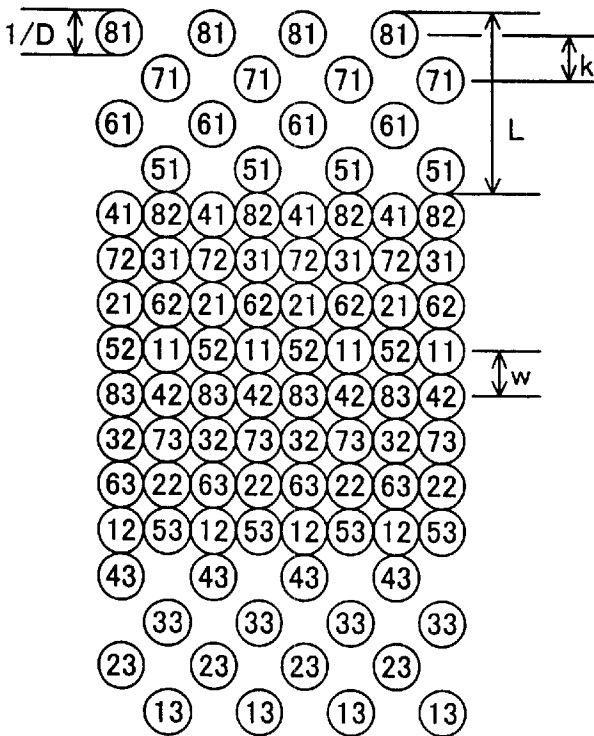 1/D 81 81 81 81
71 71 71 71 k
61 61 61 61 L
51 51 51 51
41 82 41 82 41 82 41 82
72 31 72 31 72 31 72 31
21 62 21 62 21 62 21 62
52 11 52 11 52 11 52 11
w
83 42 83 42 83 42 83 42
32 73 32 73 32 73 32 73
63 22 63 22 63 22 63 22
12 53 12 53 12 53 12 53
43 43 43 43
33 33 33 33
23 23 23 23
13 13 13 13